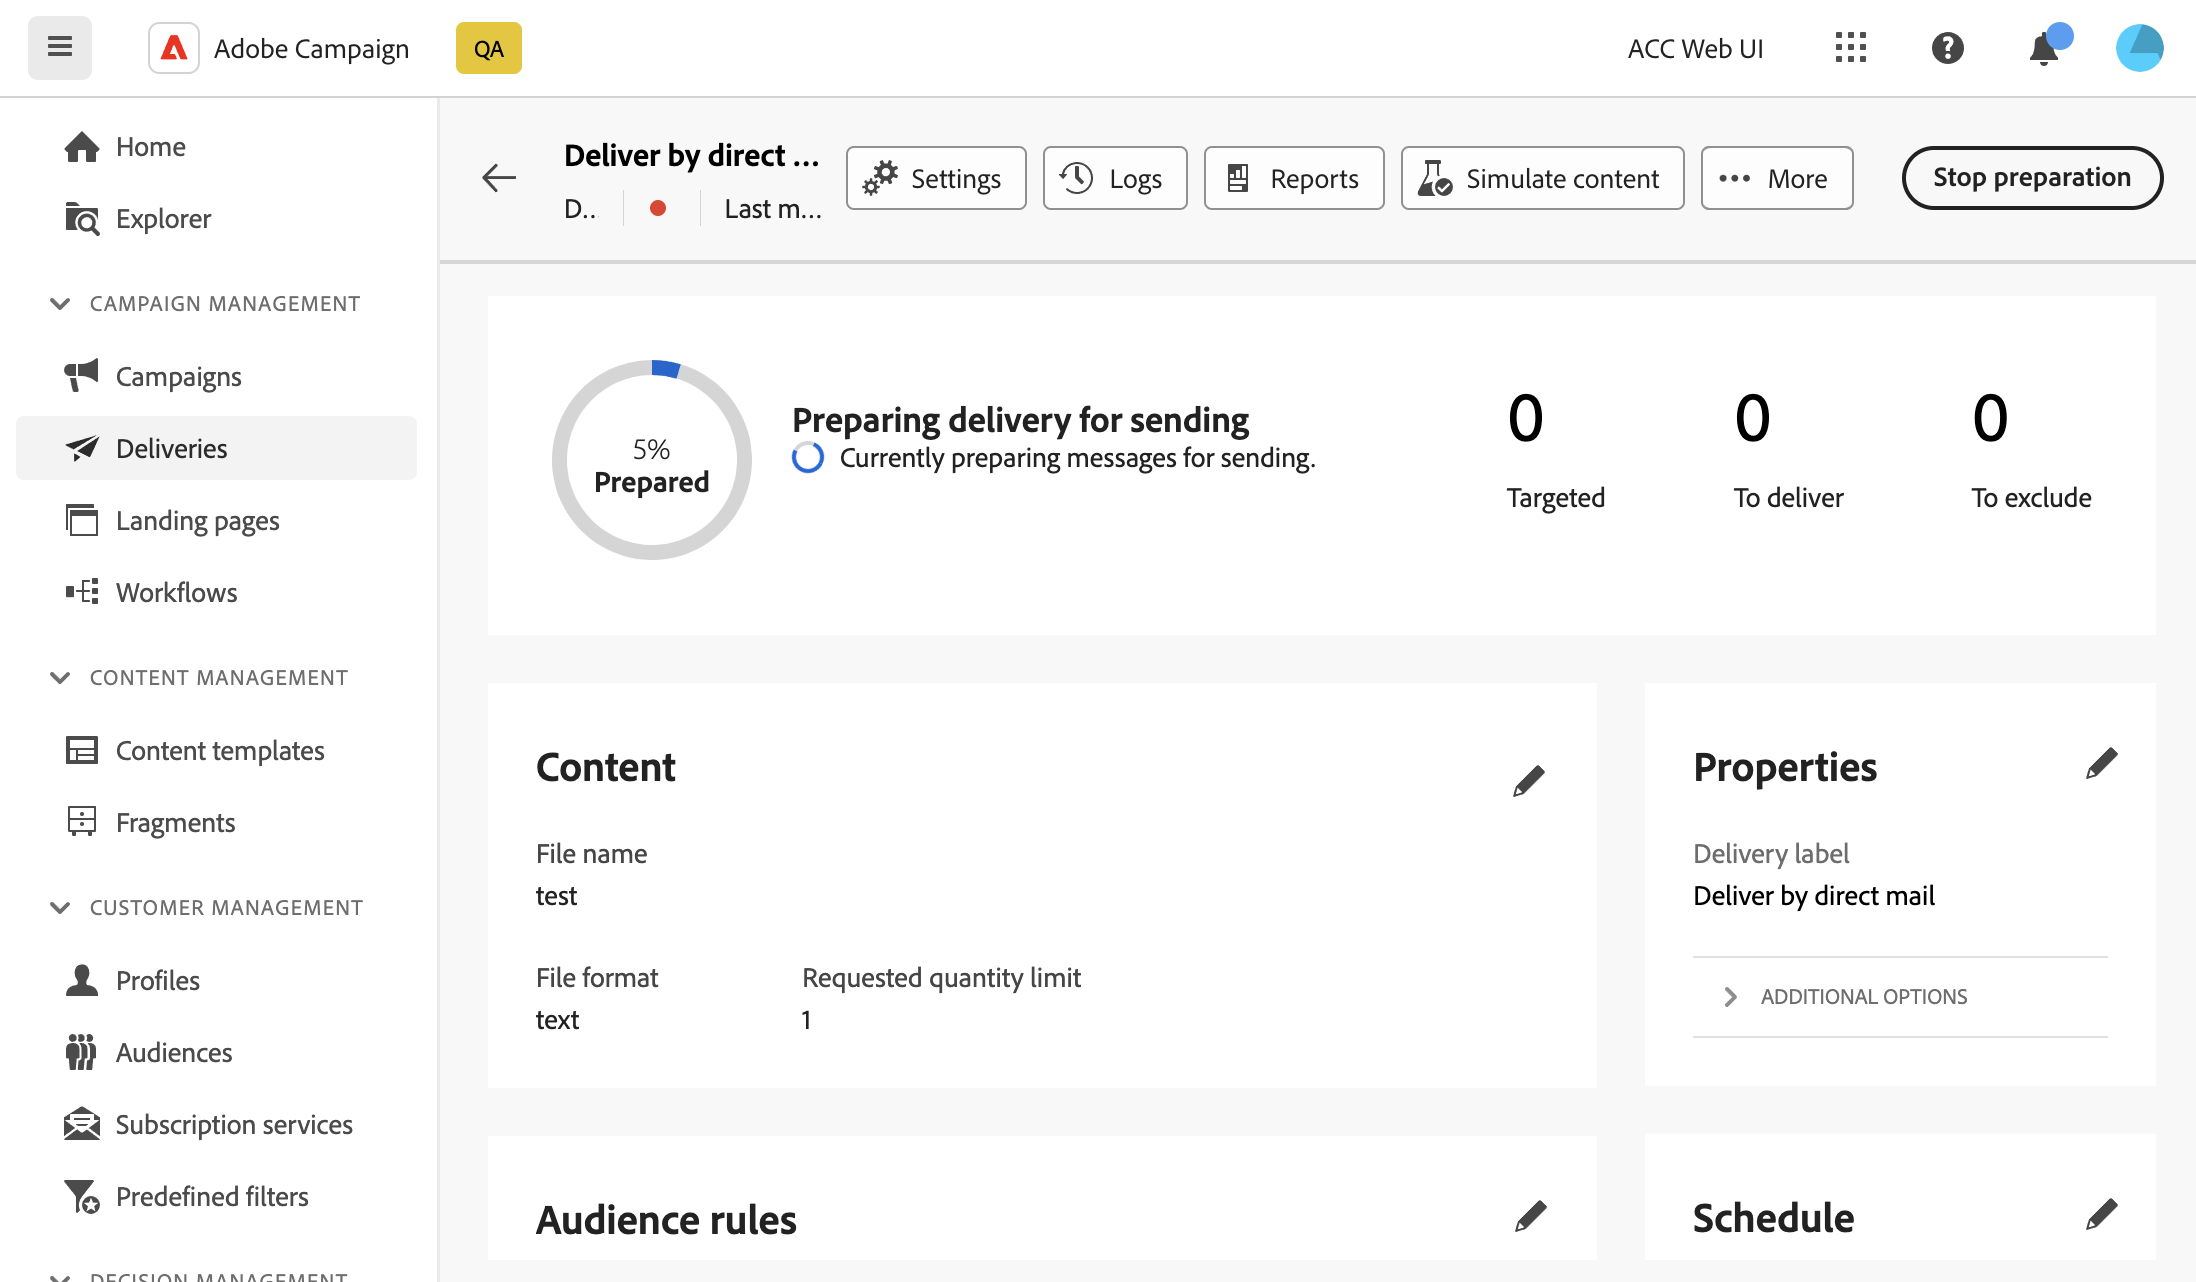 Adobe Campaign
QA
ACC Web UI
Home
Explorer
CAMPAIGN MANAGEMENT
Campaigns
Deliveries
Landing pages
Workflows
CONTENT MANAGEMENT
Content templates
Fragments
CUSTOMER MANAGEMENT
Profiles
Audiences
Subscription services
Predefined filters
DECISION MANAGEMENT
Deliver by direct ...
D..
Last m...
Settings
Logs
Reports
Simulate content
More
Stop preparation
5%
Prepared
Preparing delivery for sending
Currently preparing messages for sending.
0
Targeted
0
To deliver
0
To exclude
Content
File name
test
File format
text
Requested quantity limit
1
Properties
Delivery label
Deliver by direct mail
ADDITIONAL OPTIONS
Audience rules
Schedule